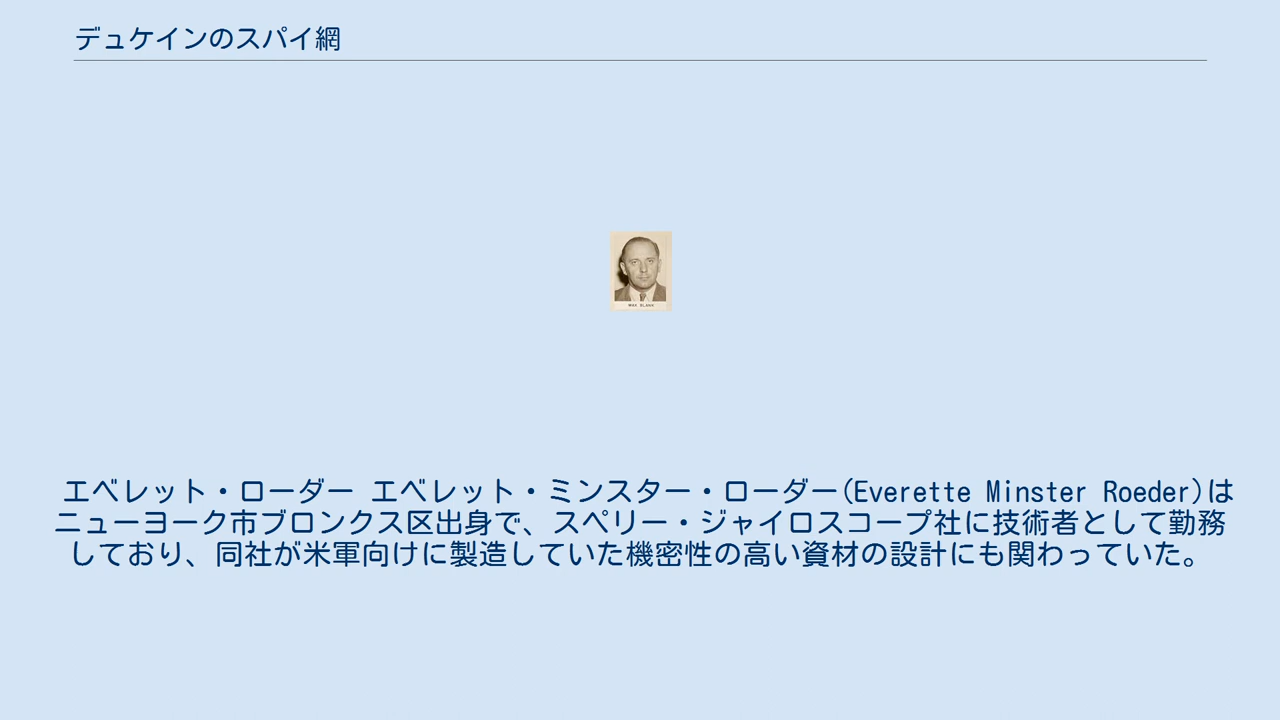 デュケインのスパイ網
MAX BLANK
エベレット・ローダー エベレット・ミンスター・ローダー(Everette Minster Roeder)は
ニューヨーク市ブロンクス区出身で、スペリー・ジャイロスコープ社に技術者として勤務
しており、同社が米軍向けに製造していた機密性の高い資材の設計にも関わっていた。